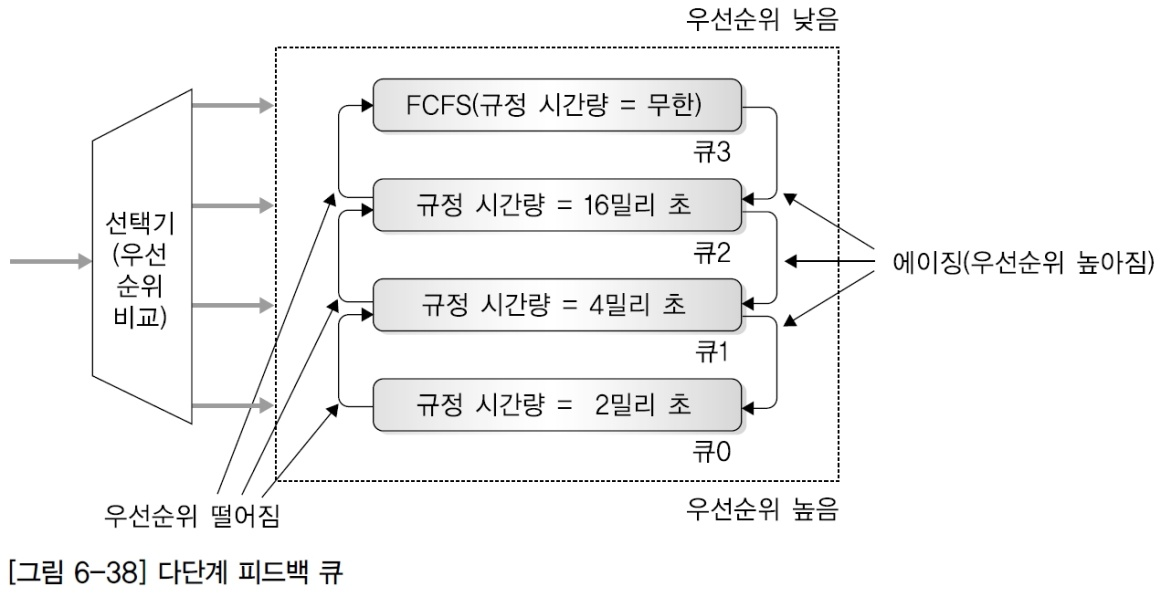 우선순위 낮음
FCFS(규정 시간량 = 무한)
큐3
규정 시간량 = 16밀리 초
큐2
규정 시간량 = 4밀리 초
큐1
규정 시간량 = 2밀리 초
큐0
선택기
(우선
순위
비교)
에이징(우선순위 높아짐)
우선순위 떨어짐
우선순위 높음
[그림 6-38] 다단계 피드백 큐